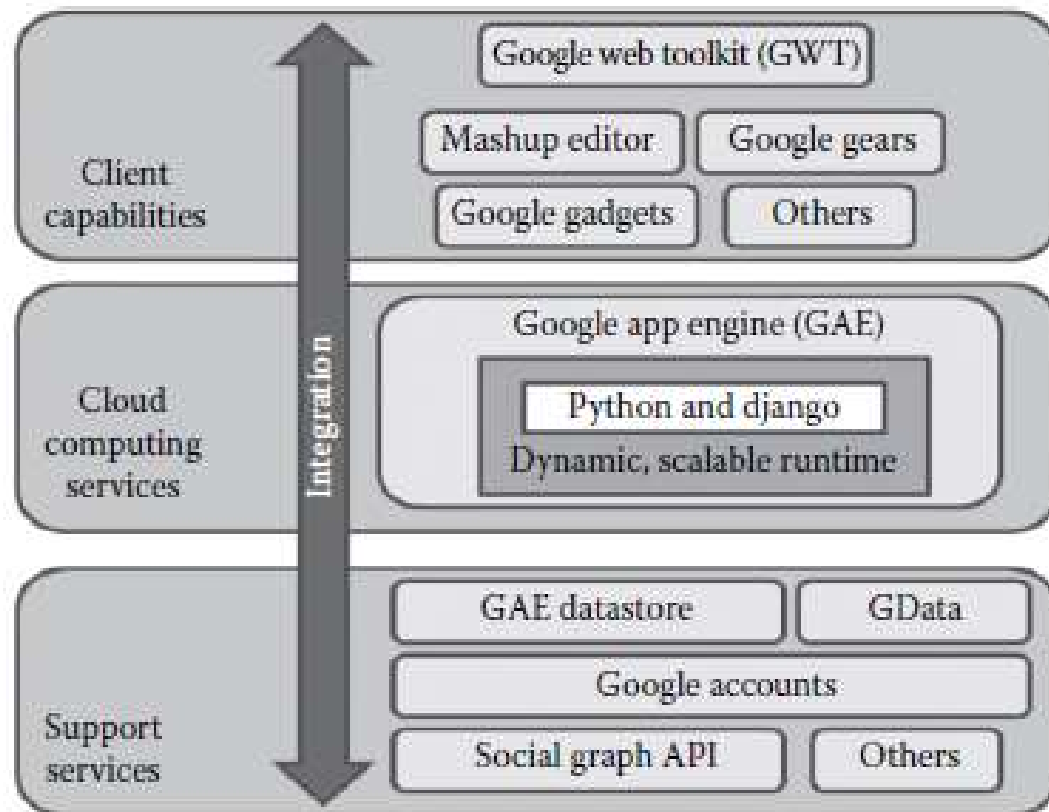 Google web toolkit (GWT)
Mashup editor
Google gears
Client
capabilities
Google gadgets
Others
Integration
Google app engine (GAE)
Python and django
Dynamic, scalable runtime
Cloud
computing
services
GAE datastore
GData
Google accounts
Support
services
Social graph API
Others